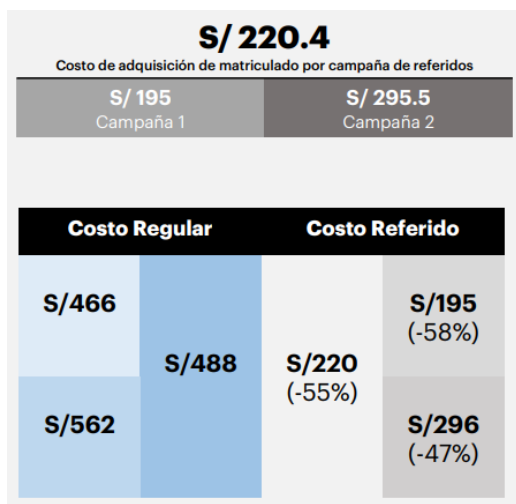 S/ 220.4
Costo de adquisición de matriculado por campaña de referidos
S/ 195
Campaña 1
S/ 295.5
Campaña 2
Costo Regular
Costo Referido
S/466
S/562
S/488
S/220
(-55%)
S/195
(-58%)
S/296
(-47%)